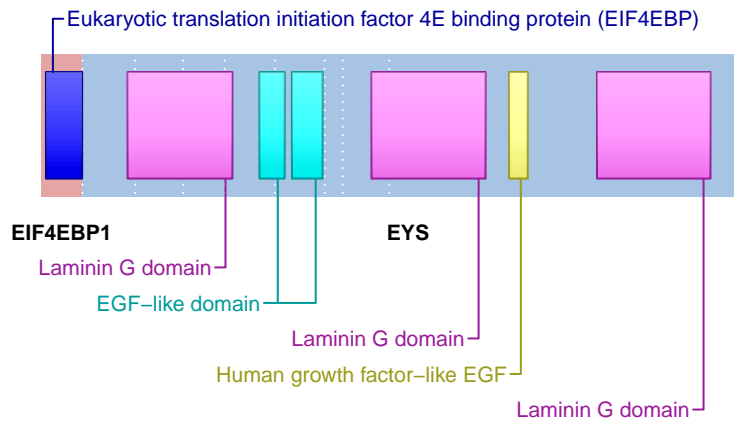 Eukaryotic translation initiation factor 4E binding protein (EIF4EBP)
EIF4EBP1
EYS
Laminin G domain
EGF−like domain
Laminin G domain
Human growth factor−like EGF
Laminin G domain